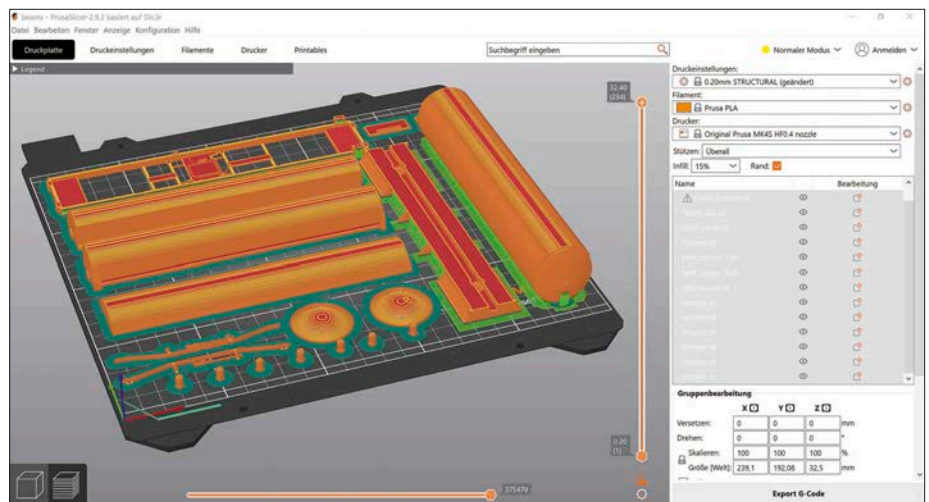 beams - PrusaSlicer-2.9.2 basiert auf Slic3r
Datei Bearbeiten Fenster Anzeige Konfiguration Hilfe
Druckplatte Druckeinstellungen Filamente Drucker Printables Suchbegriff eingeben Normaler Modus Anmelden
Legend
Druckeinstellungen:
0.20mm STRUCTURAL (geändert)
Filament:
Prusa PLA
Drucker:
Original Prusa MK4S HF0.4 nozzle
Stützen: Überall
Infill: 15% Rand:
Name Bearbeitung
32.40
(234)
Gruppenbearbeitung
X Y Z
Versetzen: 0 0 0 mm
Drehen: 0 0 0 °
Skalieren: 100 100 100 %
Größe [Welt]: 239,1 192,08 32,5 mm
0.20
(1)
375479
Export G-Code